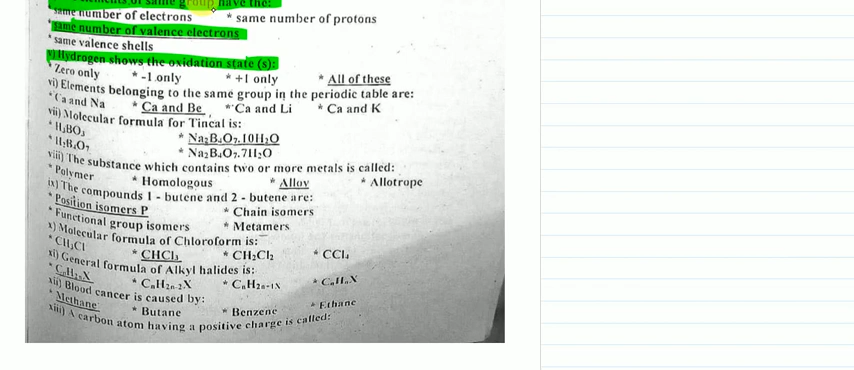 elements of same group have the:
*same number of electrons * same number of protons
*same number of valence electrons
*same valence shells
v) Hydrogen shows the oxidation state (s):
*Zero only * -1 only * +1 only * All of these
vi) Elements belonging to the same group in the periodic table are:
*Ca and Na * Ca and Be * Ca and Li * Ca and K
vii) Molecular formula for Tincal is:
* H₃BO₃ * Na₂B₄O₇.10H₂O
* H₂B₄O₇ * Na₂B₄O₇.7H₂O
viii) The substance which contains two or more metals is called:
* Polymer * Homologous * Alloy * Allotrope
ix) The compounds 1 - butene and 2 - butene are:
* Position isomers P * Chain isomers
* Functional group isomers * Metamers
x) Molecular formula of Chloroform is:
* CH₃Cl * CHCl₃ * CH₂Cl₂ * CCl₄
xi) General formula of Alkyl halides is:
* X * CₙH₂ₙ₋₂X * CₙH₂ₙ₋₁X * CₙHₙX
xii) Blood cancer is caused by:
* Methane * Butane * Benzene * Ethane
xiii) A carbon atom having a positive charge is called: